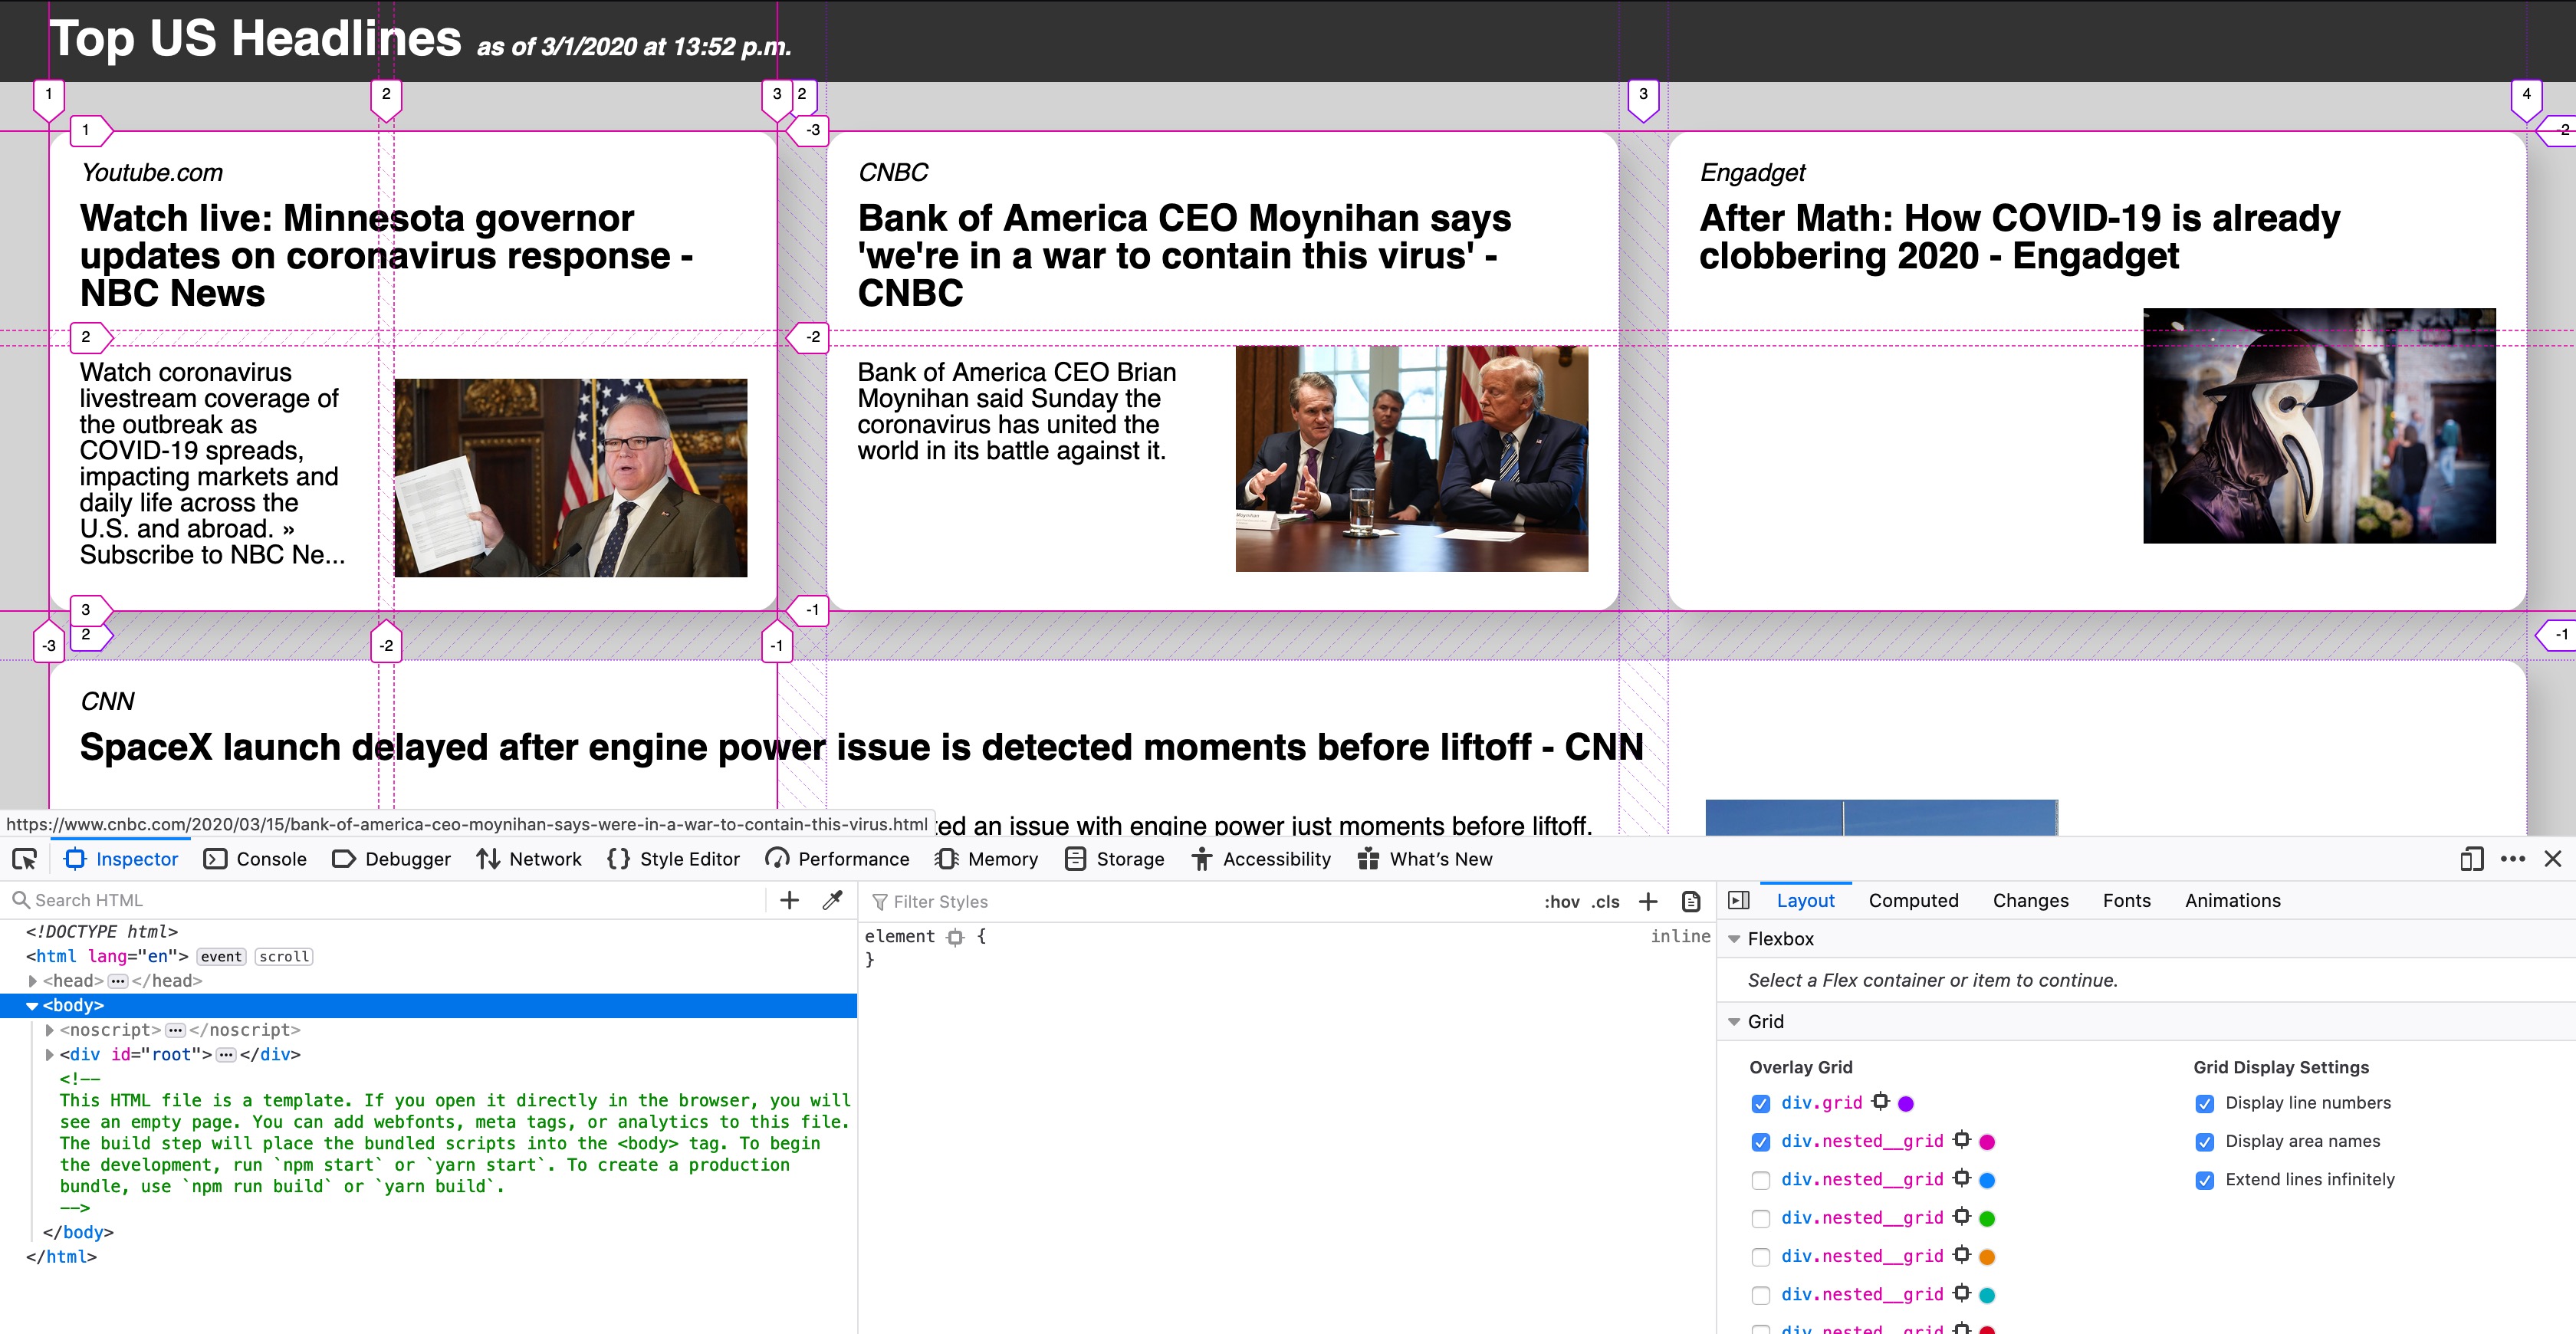 Top US Headlines as of 3/1/2020 at 13:52 p.m.
1
2
3
2
3
4
1
-3
-2
Youtube.com
Watch live: Minnesota governor
updates on coronavirus response -
NBC News
2
-2
Watch coronavirus
livestream coverage of
the outbreak as
COVID-19 spreads,
impacting markets and
daily life across the
U.S. and abroad. »
Subscribe to NBC Ne...
CNBC
Bank of America CEO Moynihan says
'we're in a war to contain this virus' -
CNBC
Bank of America CEO Brian
Moynihan said Sunday the
coronavirus has united the
world in its battle against it.
Moynihan
Engadget
After Math: How COVID-19 is already
clobbering 2020 - Engadget
3
-1
2
-1
-3
-2
-1
CNN
SpaceX launch delayed after engine power issue is detected moments before liftoff - CNN
an issue with engine power just moments before liftoff.
https://www.cnbc.com/2020/03/15/bank-of-america-ceo-moynihan-says-were-in-a-war-to-contain-this-virus.html
Inspector Console Debugger Network Style Editor Performance Memory Storage Accessibility What's New
Search HTML
<!DOCTYPE html>
<html lang="en"> event scroll
<head> ••• </head>
<body>
<noscript> ••• </noscript>
<div id="root"> ••• </div>
<!--
This HTML file is a template. If you open it directly in the browser, you will
see an empty page. You can add webfonts, meta tags, or analytics to this file.
The build step will place the bundled scripts into the <body> tag. To begin
the development, run `npm start` or `yarn start`. To create a production
bundle, use `npm run build` or `yarn build`.
-->
</body>
</html>
Filter Styles :hov .cls
element { inline
}
Layout Computed Changes Fonts Animations
Flexbox
Select a Flex container or item to continue.
Grid
Overlay Grid
div.grid
div.nested__grid
div.nested__grid
div.nested__grid
div.nested__grid
div.nested__grid
div.nested__grid
Grid Display Settings
Display line numbers
Display area names
Extend lines infinitely